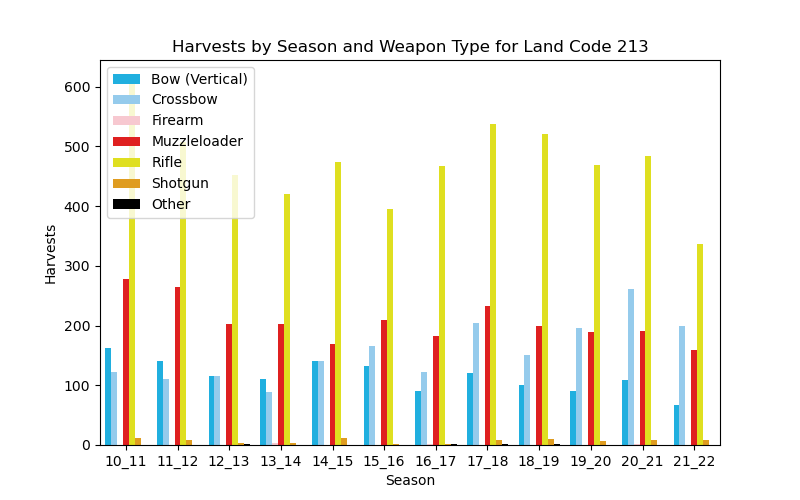 Harvests by Season and Weapon Type for Land Code 213
Bow (Vertical)
Crossbow
Firearm
Muzzleloader
Rifle
Shotgun
Other
600
500
400
300
200
100
0
Harvests
10_11 11_12 12_13 13_14 14_15 15_16 16_17 17_18 18_19 19_20 20_21 21_22
Season